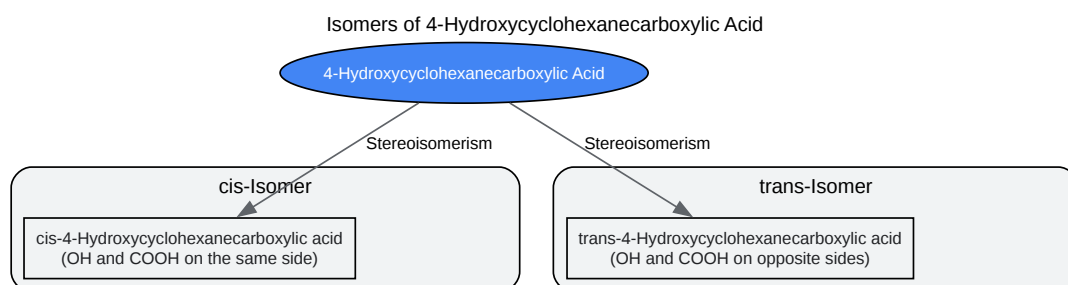 Isomers of 4-Hydroxycyclohexanecarboxylic Acid
4-Hydroxycyclohexanecarboxylic Acid
Stereoisomerism
Stereoisomerism
cis-Isomer
cis-4-Hydroxycyclohexanecarboxylic acid
(OH and COOH on the same side)
trans-Isomer
trans-4-Hydroxycyclohexanecarboxylic acid
(OH and COOH on opposite sides)